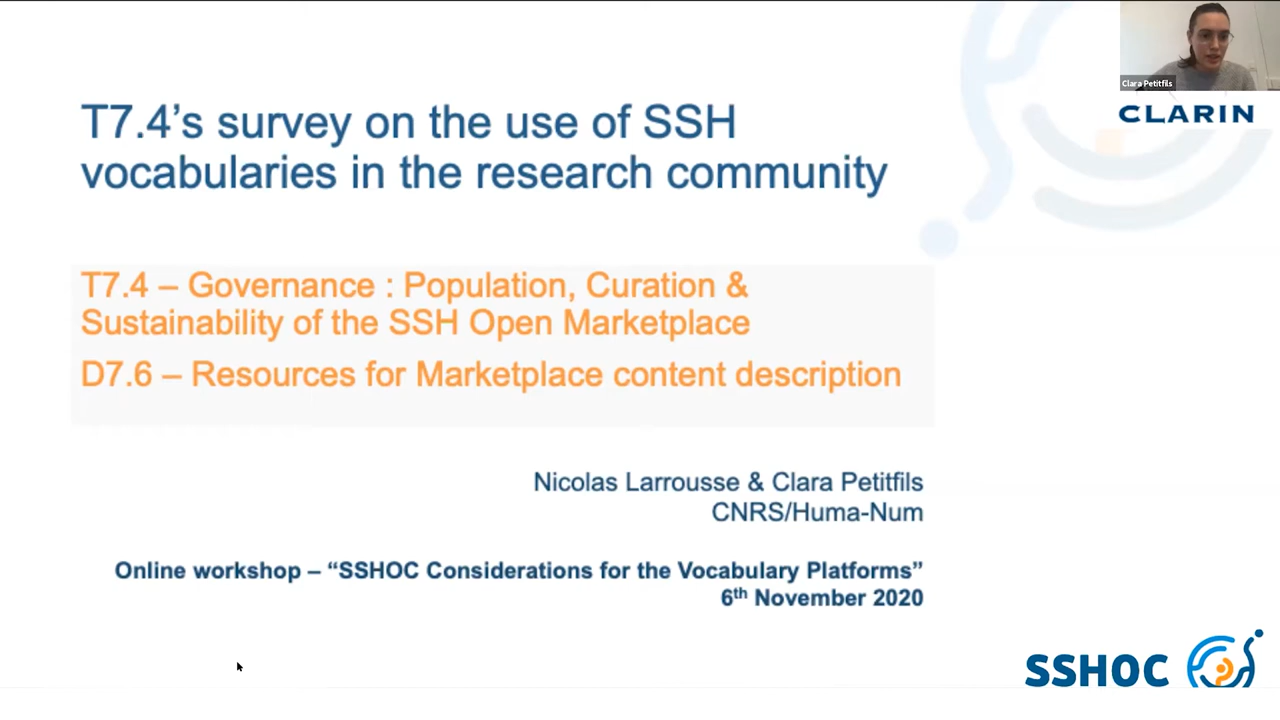 Clara Petitfils
CLARIN
T7.4’s survey on the use of SSH
vocabularies in the research community
T7.4 – Governance : Population, Curation &
Sustainability of the SSH Open Marketplace
D7.6 – Resources for Marketplace content description
Nicolas Larrousse & Clara Petitfils
CNRS/Huma-Num
Online workshop – “SSHOC Considerations for the Vocabulary Platforms”
6th November 2020
SSHOC